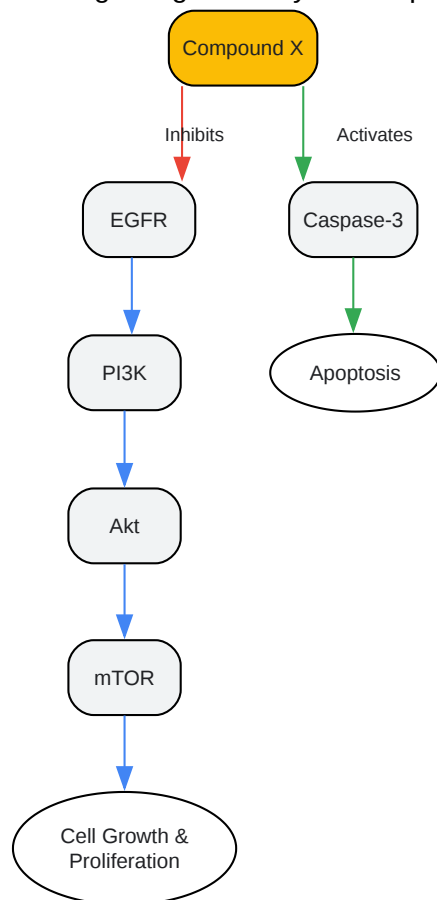 Compound X
Inhibits
Activates
EGFR
Caspase-3
PI3K
Apoptosis
Akt
mTOR
Cell Growth &
Proliferation